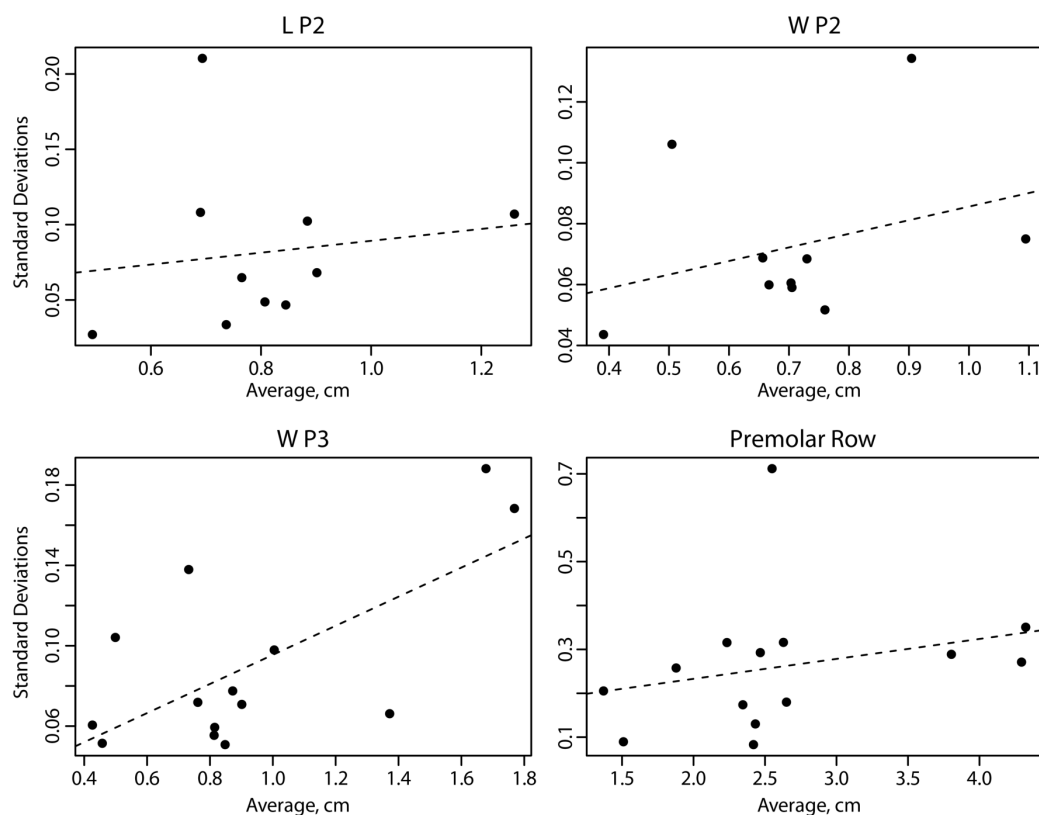 L P2
Standard Deviations
0.20
0.15
0.10
0.05
0.6 0.8 1.0 1.2
Average, cm
W P2
0.12
0.10
0.08
0.06
0.04
0.4 0.5 0.6 0.7 0.8 0.9 1.0 1.1
Average, cm
W P3
Standard Deviations
0.18
0.14
0.10
0.06
0.4 0.6 0.8 1.0 1.2 1.4 1.6 1.8
Average, cm
Premolar Row
0.7
0.5
0.3
0.1
1.5 2.0 2.5 3.0 3.5 4.0
Average, cm